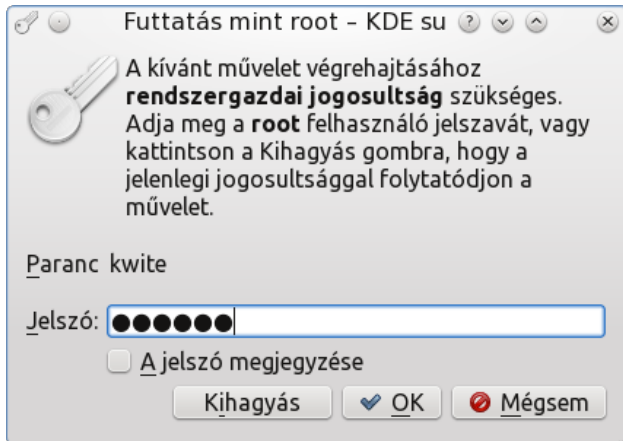 Futtatás mint root – KDE su
A kívánt művelet végrehajtásához
rendszergazdai jogosultság szükséges.
Adja meg a root felhasználó jelszavát, vagy
kattintson a Kihagyás gombra, hogy a
jelenlegi jogosultsággal folytatódjon a
művelet.
Paranc kwite
Jelszó: ●●●●●●
A jelszó megjegyzése
Kihagyás OK Mégsem